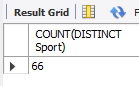 Result Grid
COUNT(DISTINCT
Sport)
66